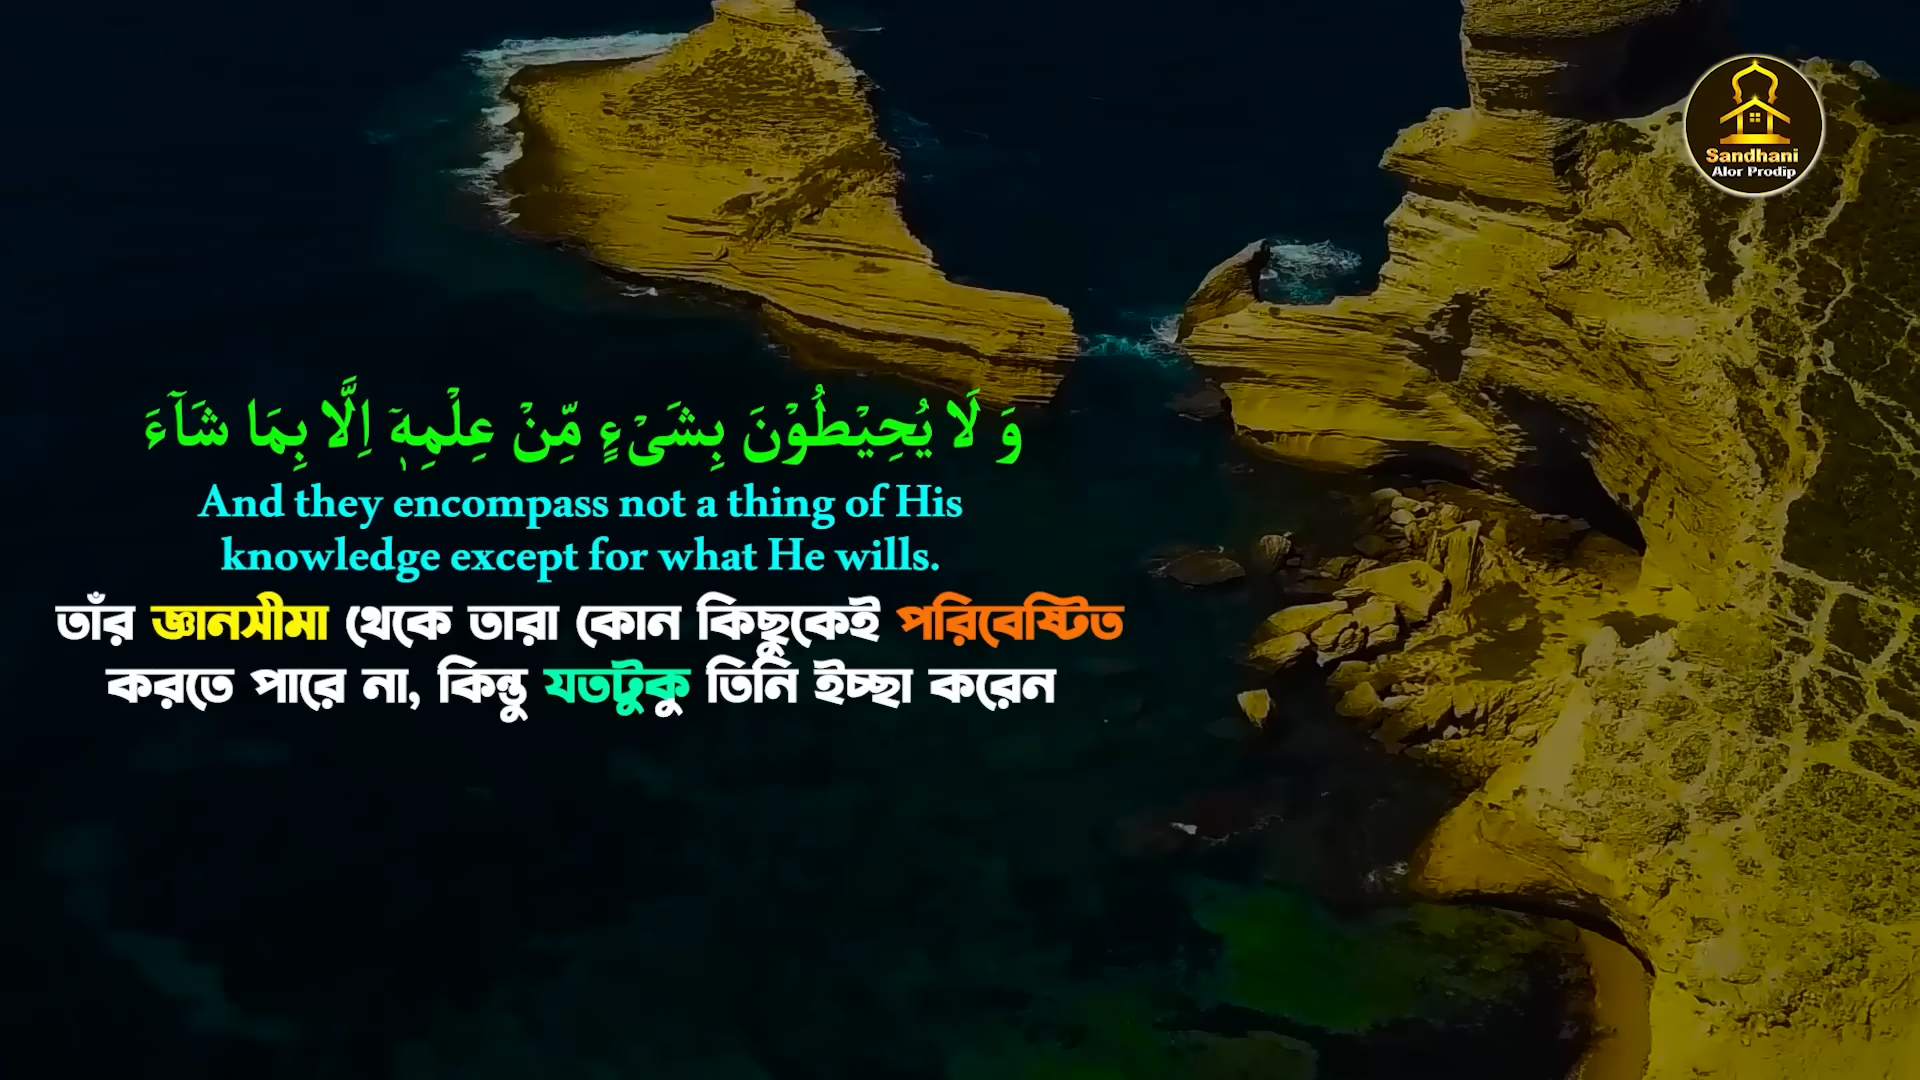 Sandhani
Alor Prodip
وَ لَا يُحِيْطُوْنَ بِشَیْءٍ مِّنْ عِلْمِهٖۤ اِلَّا بِمَا شَآءَ
And they encompass not a thing of His
knowledge except for what He wills.
তাঁর জ্ঞানসীমা থেকে তারা কোন কিছুকেই পরিবেষ্টিত
করতে পারে না, কিন্তু যতটুকু তিনি ইচ্ছা করেন